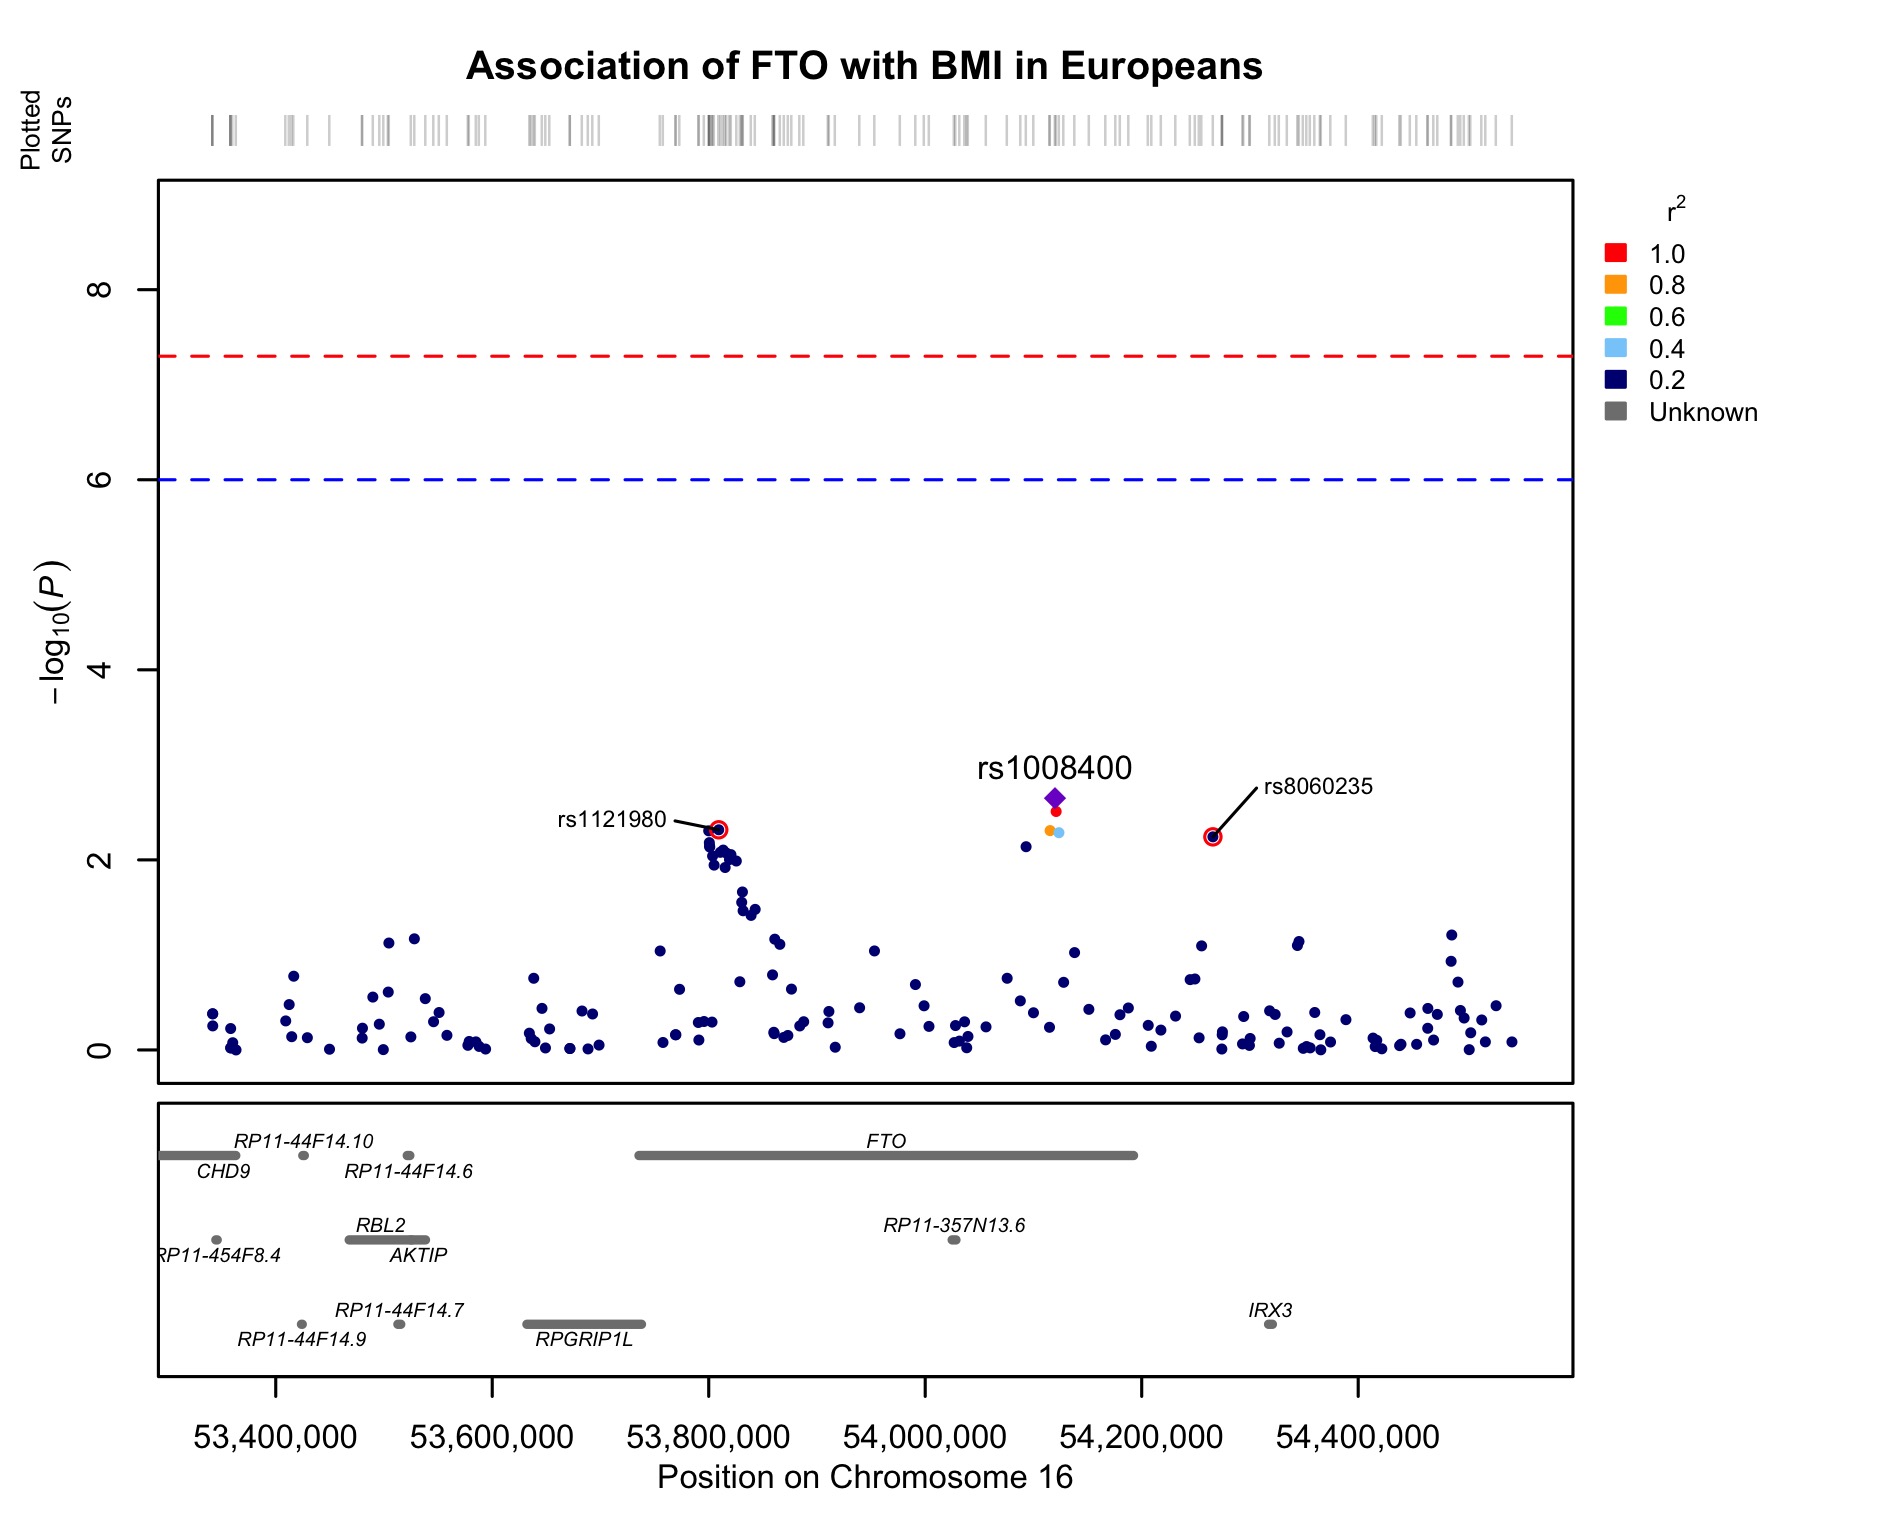 Association of FTO with BMI in Europeans
Plotted
SNPs
r²
1.0
0.8
0.6
0.4
0.2
Unknown
8
6
4
2
0
−log₁₀(P)
rs1008400
rs8060235
rs1121980
RP11-44F14.10
FTO
CHD9
RP11-44F14.6
RBL2
RP11-357N13.6
RP11-454F8.4
AKTIP
RP11-44F14.7
IRX3
RP11-44F14.9
RPGRIP1L
53,400,000 53,600,000 53,800,000 54,000,000 54,200,000 54,400,000
Position on Chromosome 16